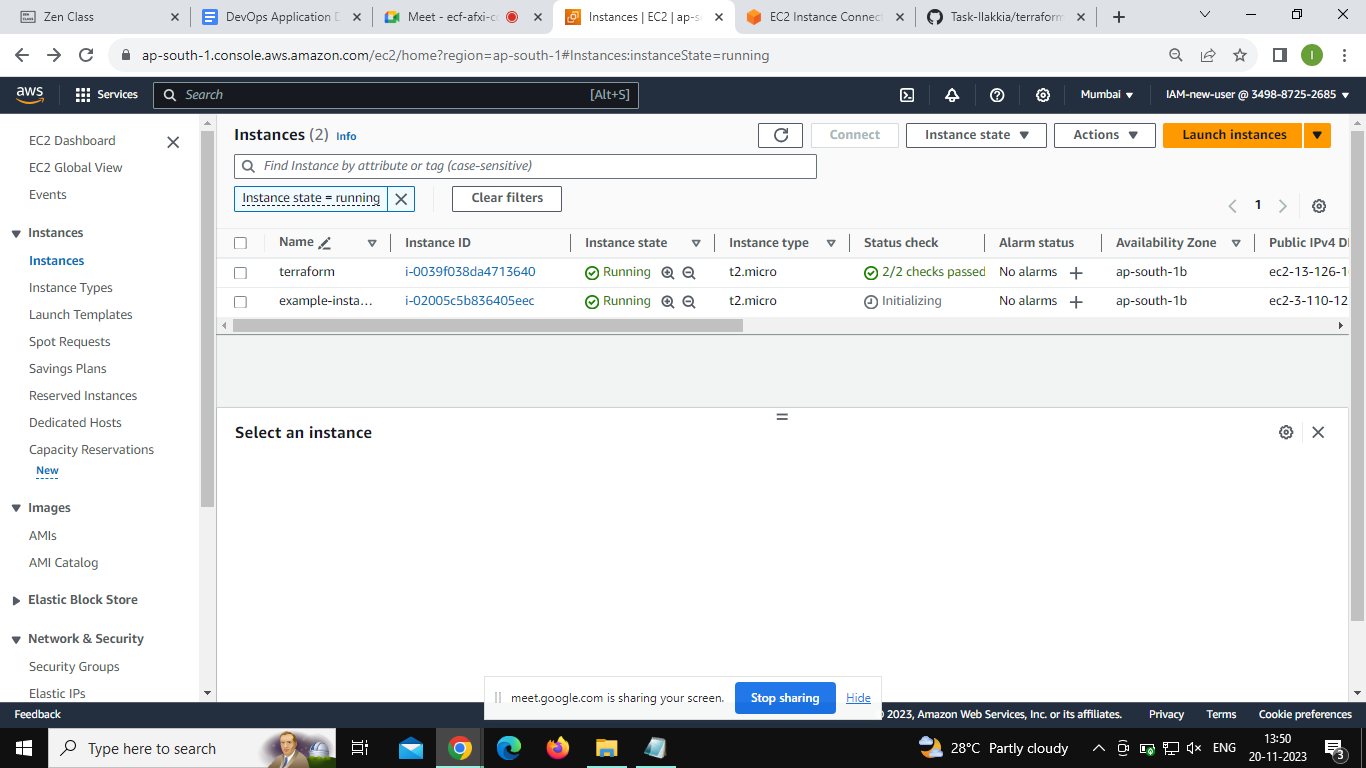 Zen Class
DevOps Application D
Meet - ecf-afxi-c
Instances | EC2 | ap-s
EC2 Instance Connect
Task-Ilakkia/terraform
ap-south-1.console.aws.amazon.com/ec2/home?region=ap-south-1#Instances:instanceState=running
I
aws
Services
Search
[Alt+S]
Mumbai
IAM-new-user @ 3498-8725-2685
EC2 Dashboard
EC2 Global View
Events
Instances
Instances
Instance Types
Launch Templates
Spot Requests
Savings Plans
Reserved Instances
Dedicated Hosts
Capacity Reservations
New
Images
AMIs
AMI Catalog
Elastic Block Store
Network & Security
Security Groups
Elastic IPs
Instances (2) Info
Connect
Instance state
Actions
Launch instances
Find Instance by attribute or tag (case-sensitive)
Instance state = running
Clear filters
1
Name Instance ID Instance state Instance type Status check Alarm status Availability Zone Public IPv4 D
terraform i-0039f038da4713640 Running t2.micro 2/2 checks passed No alarms ap-south-1b ec2-13-126-1
example-insta... i-02005c5b836405eec Running t2.micro Initializing No alarms ap-south-1b ec2-3-110-12
Select an instance
meet.google.com is sharing your screen.
Stop sharing
Hide
Feedback
© 2023, Amazon Web Services, Inc. or its affiliates.
Privacy
Terms
Cookie preferences
Type here to search
28°C Partly cloudy
ENG
13:50
20-11-2023
3